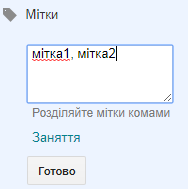 Мітки
мітка1, мітка2
Розділяйте мітки комами
Заняття
Готово